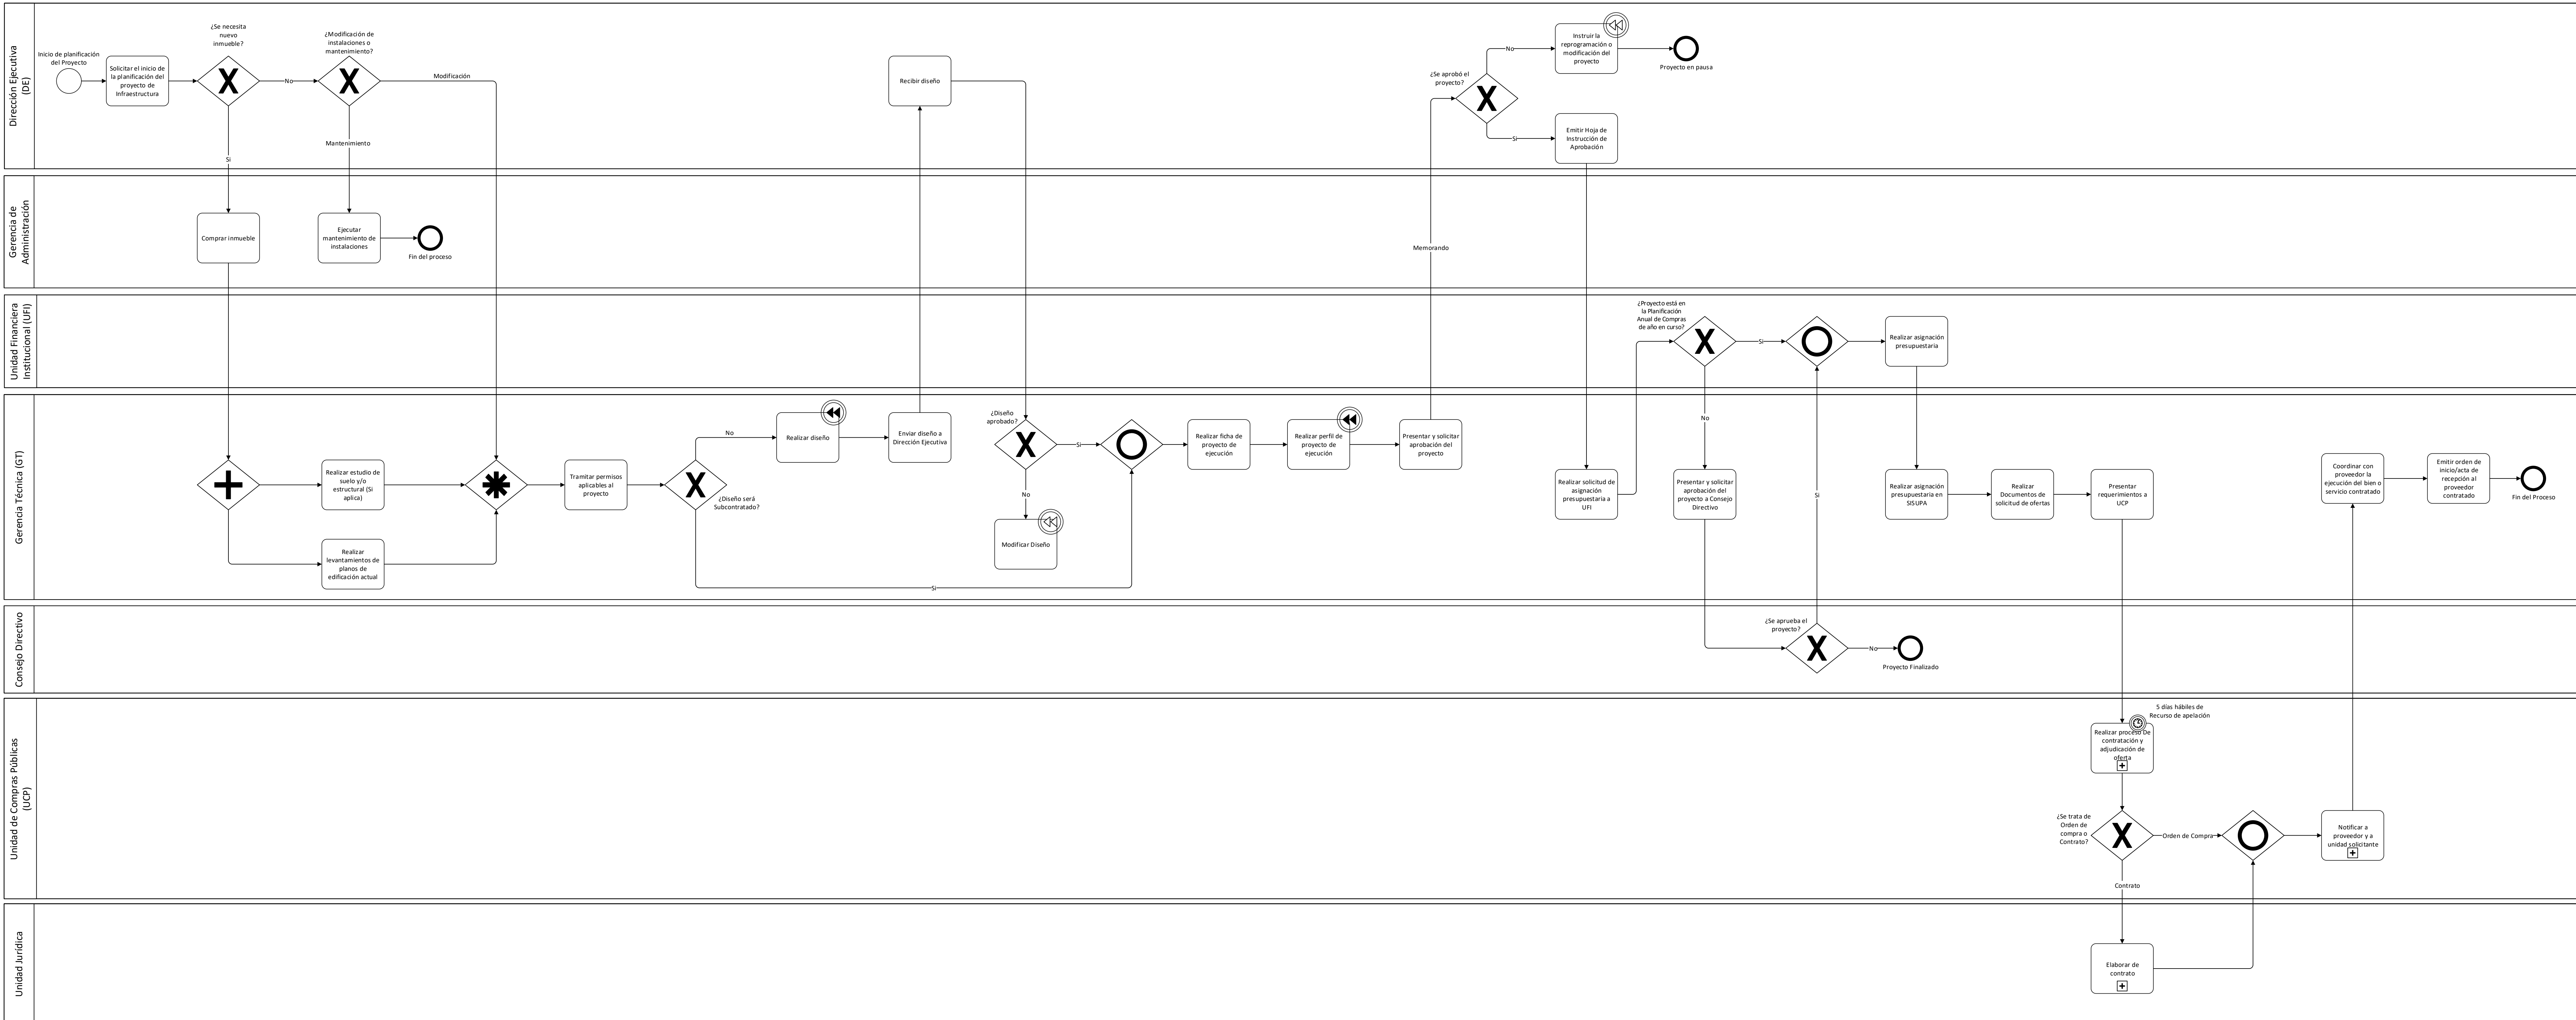 Dirección Ejecutiva
(DE)
Inicio de planificación
del Proyecto
Solicitar el inicio de
la planificación del
proyecto de
Infraestructura
¿Se necesita
nuevo
inmueble?
No
Si
¿Modificación de
instalaciones o
mantenimiento?
Modificación
Mantenimiento
Recibir diseño
¿Se aprobó el
proyecto?
No
Si
Instruir la
reprogramación o
modificación del
proyecto
Proyecto en pausa
Emitir Hoja de
Instrucción de
Aprobación
Gerencia de
Administración
Comprar inmueble
Ejecutar
mantenimiento de
instalaciones
Fin del proceso
Memorando
Unidad Financiera
Institucional (UFI)
¿Proyecto está en
la Planificación
Anual de Compras
de año en curso?
Si
No
Realizar asignación
presupuestaria
Gerencia Técnica (GT)
Realizar estudio de
suelo y/o
estructural (Si
aplica)
Realizar
levantamientos de
planos de
edificación actual
Tramitar permisos
aplicables al
proyecto
¿Diseño será
Subcontratado?
No
Si
Realizar diseño
Enviar diseño a
Dirección Ejecutiva
¿Diseño
aprobado?
Si
No
Modificar Diseño
Realizar ficha de
proyecto de
ejecución
Realizar perfil de
proyecto de
ejecución
Presentar y solicitar
aprobación del
proyecto
Realizar solicitud de
asignación
presupuestaria a
UFI
Presentar y solicitar
aprobación del
proyecto a Consejo
Directivo
Si
Realizar asignación
presupuestaria en
SISUPA
Realizar
Documentos de
solicitud de ofertas
Presentar
requerimientos a
UCP
Coordinar con
proveedor la
ejecución del bien o
servicio contratado
Emitir orden de
inicio/acta de
recepción al
proveedor
contratado
Fin del Proceso
Consejo Directivo
¿Se aprueba el
proyecto?
No
Proyecto Finalizado
Unidad de Compras Públicas
(UCP)
5 días hábiles de
Recurso de apelación
Realizar proceso De
contratación y
adjudicación de
oferta
¿Se trata de
Orden de
compra o
Contrato?
Orden de Compra
Contrato
Notificar a
proveedor y a
unidad solicitante
Unidad Jurídica
Elaborar de
contrato